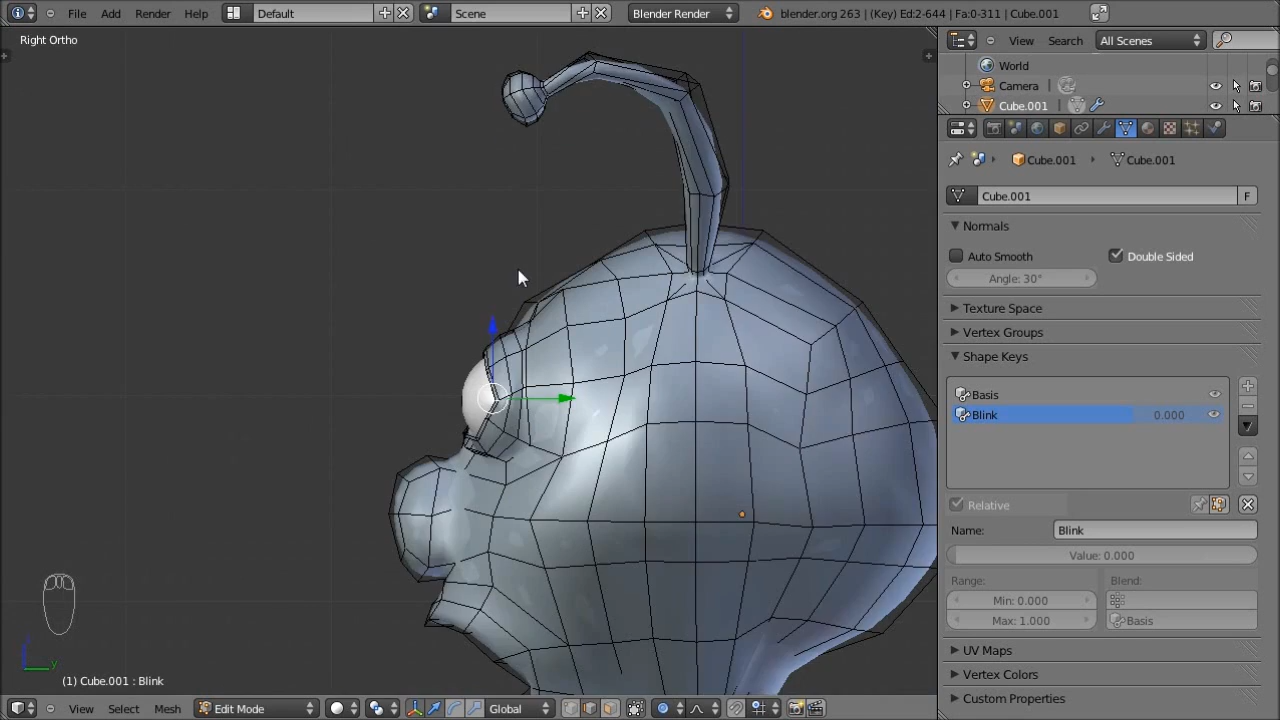 File Add Render Help Default Scene Blender Render blender.org 263 | (Key) Ed:2-644 | Fa:0-311 | Cube.001
Right Ortho
View Search All Scenes
World
Camera
Cube.001
Cube.001 Cube.001
Cube.001 F
Normals
Auto Smooth Double Sided
Angle: 30°
Texture Space
Vertex Groups
Shape Keys
Basis
Blink 0.000
Relative
Name: Blink
Value: 0.000
Range: Blend:
Min: 0.000
Max: 1.000 Basis
UV Maps
Vertex Colors
Custom Properties
z
y
(1) Cube.001 : Blink
View Select Mesh Edit Mode Global